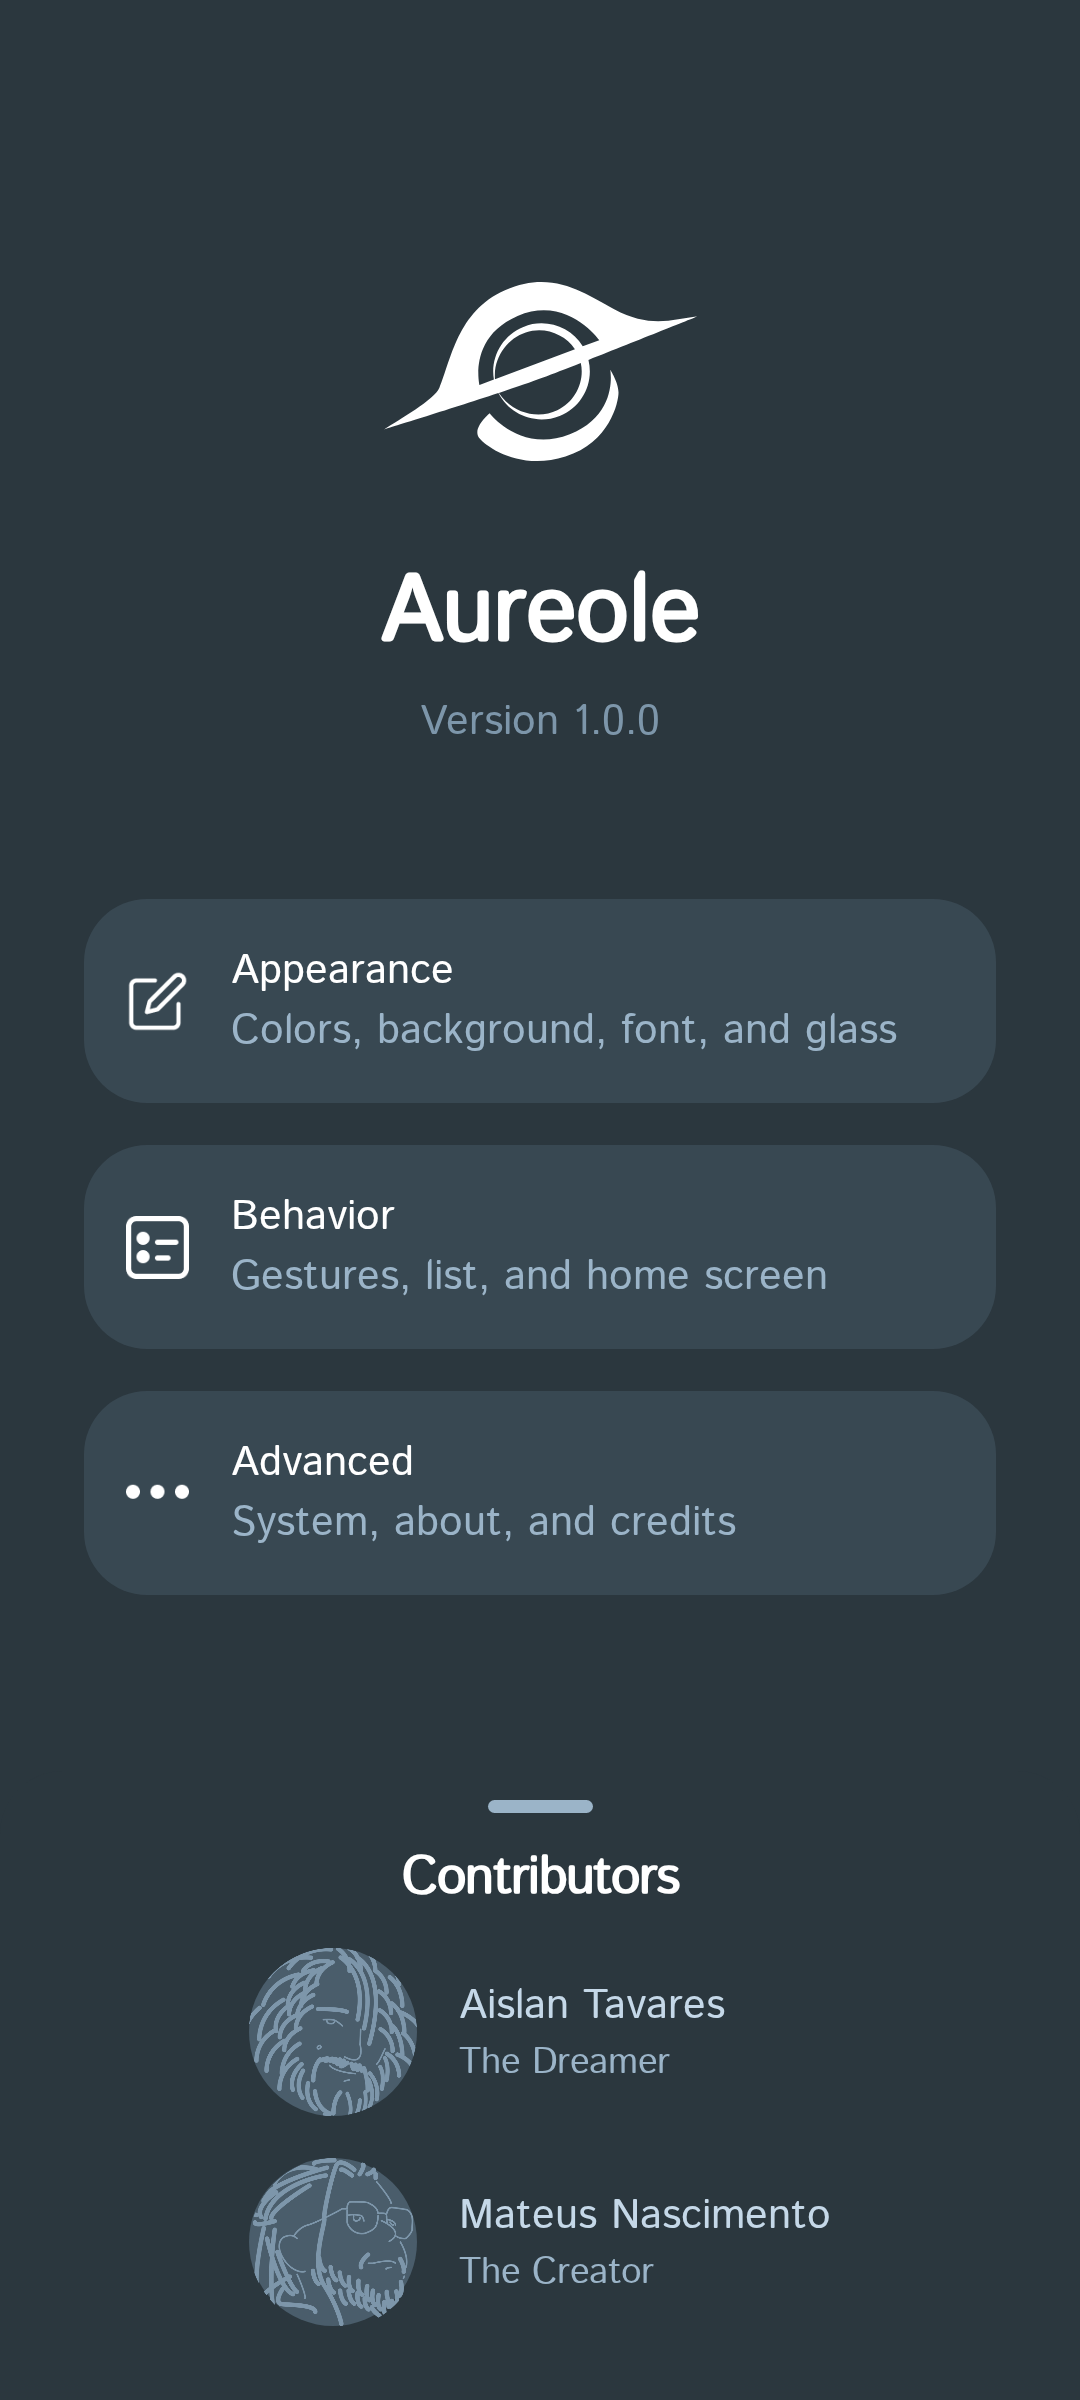 Aureole
Version 1.0.0
Appearance
Colors, background, font, and glass
Behavior
Gestures, list, and home screen
Advanced
System, about, and credits
Contributors
Aislan Tavares
The Dreamer
Mateus Nascimento
The Creator